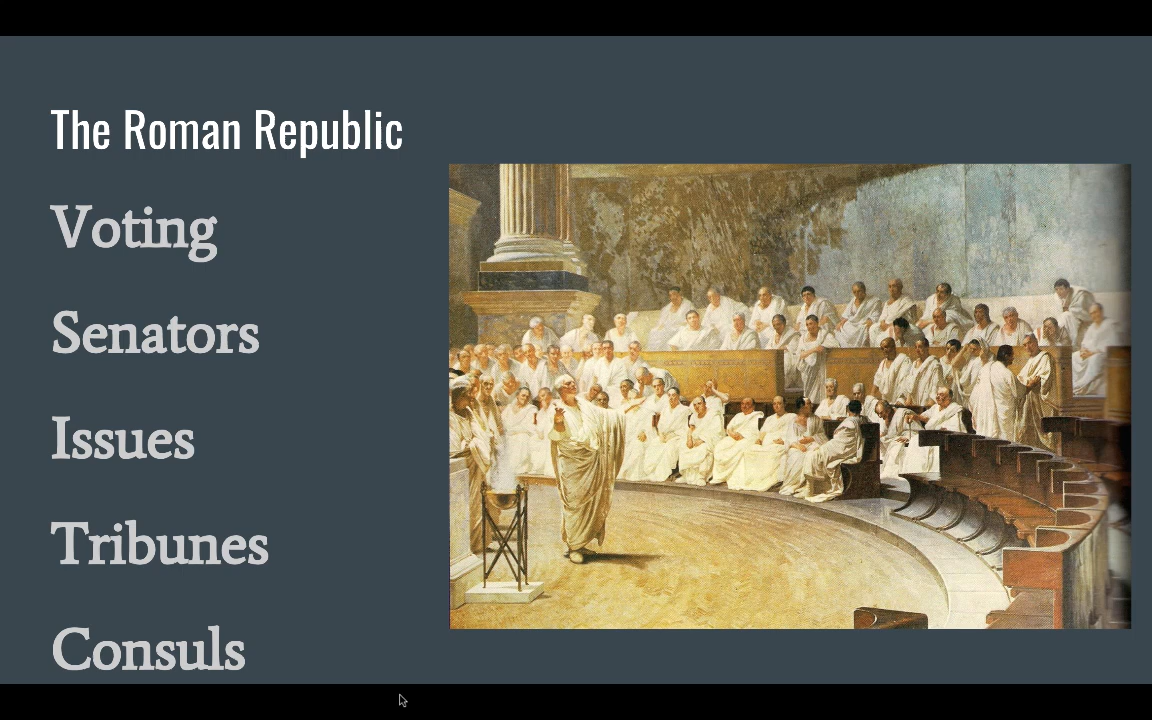 The Roman Republic
Voting
Senators
Issues
Tribunes
Consuls